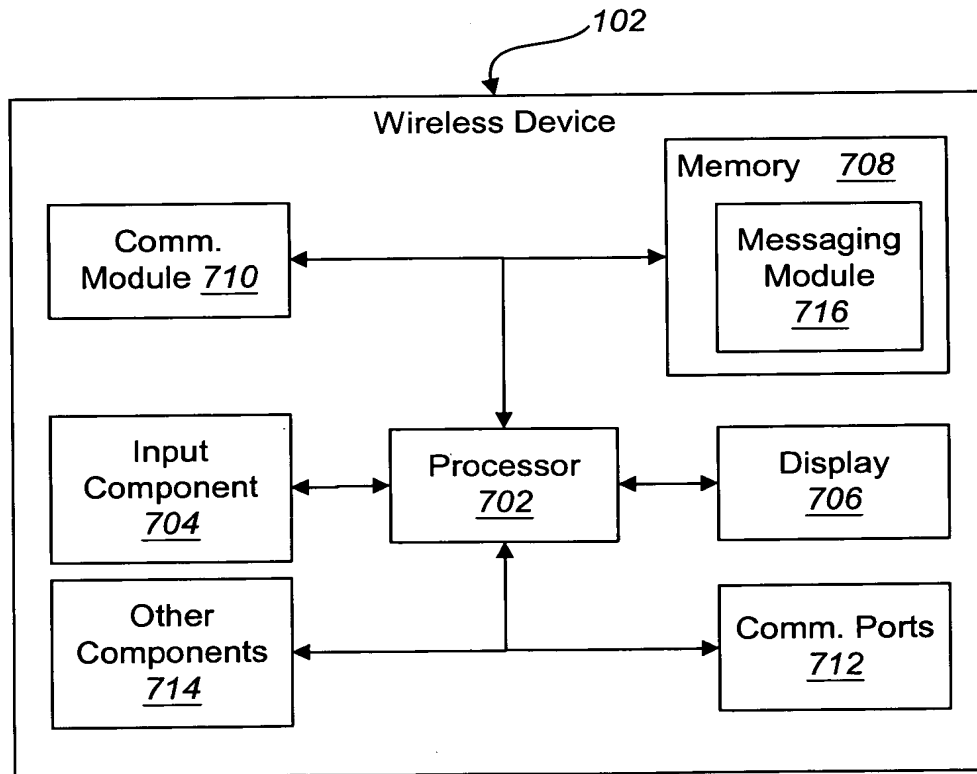 102
Wireless Device
Memory 708
Comm.
Module 710
Messaging
Module
716
Input
Component
704
Processor
702
Display
706
Other
Components
714
Comm. Ports
712